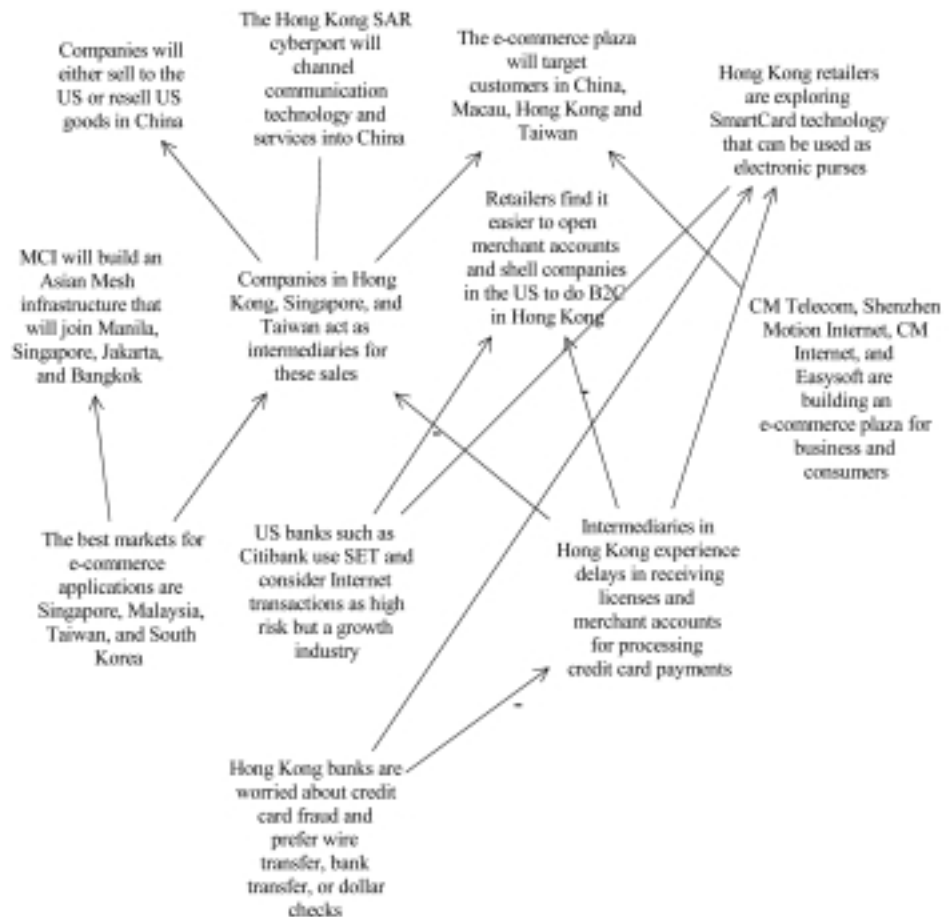 Companies will
either sell to the
US or resell US
goods in China
The Hong Kong SAR
cyberport will
channel
communication
technology and
services into China
The e-commerce plaza
will target
customers in China,
Macau, Hong Kong and
Taiwan
Hong Kong retailers
are exploring
SmartCard technology
that can be used as
electronic purses
MCI will build an
Asian Mesh
infrastructure that
will join Manila,
Singapore, Jakarta,
and Bangkok
Companies in Hong
Kong, Singapore, and
Taiwan act as
intermediaries for
these sales
Retailers find it
easier to open
merchant accounts
and shell companies
in the US to do B2C
in Hong Kong
CM Telecom, Shenzhen
Motion Internet, CM
Internet, and
Easysoft are
building an
e-commerce plaza for
business and
consumers
The best markets for
e-commerce
applications are
Singapore, Malaysia,
Taiwan, and South
Korea
US banks such as
Citibank use SET and
consider Internet
transactions as high
risk but a growth
industry
Intermediaries in
Hong Kong experience
delays in receiving
licenses and
merchant accounts
for processing
credit card payments
Hong Kong banks are
worried about credit
card fraud and
prefer wire
transfer, bank
transfer, or dollar
checks
-
-
-